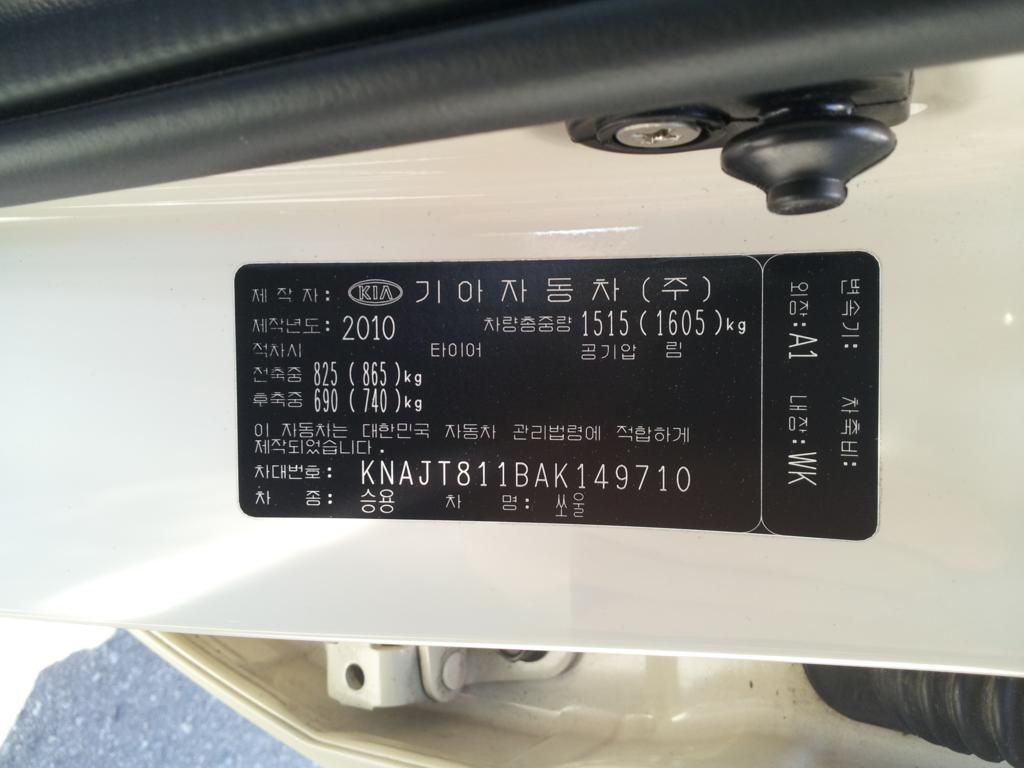 제 작 자: KIA 기 아 자 동 차 ( 주 )
제작년도: 2010 차량총중량 1515 ( 1605 ) kg
적차시 타이어 공기압 림
전축중 825 ( 865 ) kg
후축중 690 ( 740 ) kg
이 자동차는 대한민국 자동차 관리법령에 적합하게
제작되었습니다.
차대번호: KNAJT811BAK149710
차 종: 승용 차 명: 쏘울
변속기: 차축비:
외장:A1 내장:WK